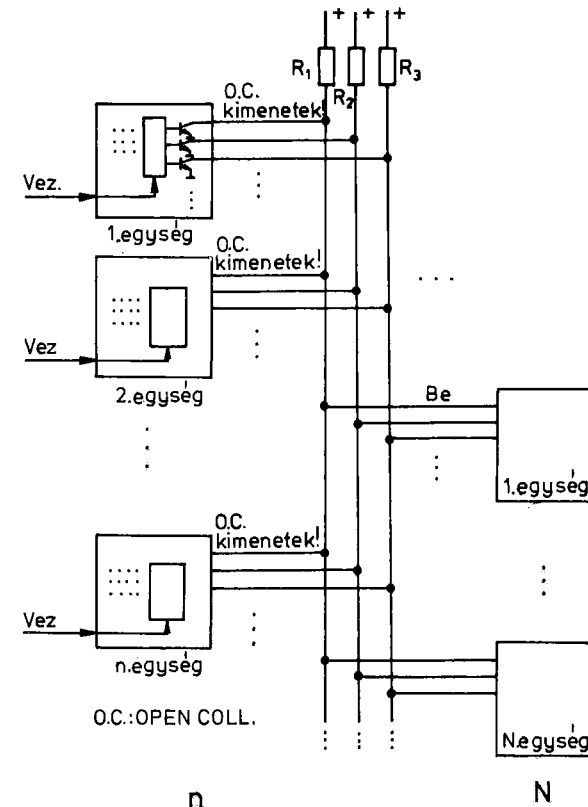 + + +
R₁
R₂
R₃
O.C.
kimenetek!
Vez.
1.egység
O.C.
kimenetek!
Vez
2.egység
Be
1.egység
O.C.
kimenetek!
Vez
n.egység
O.C.:OPEN COLL.
N.egység
n
N